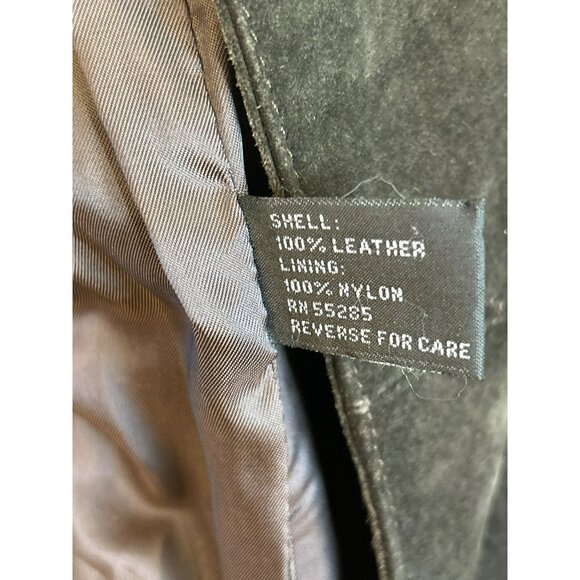 SHELL:
100% LEATHER
LINING:
100% NYLON
RN 55285
REVERSE FOR CARE